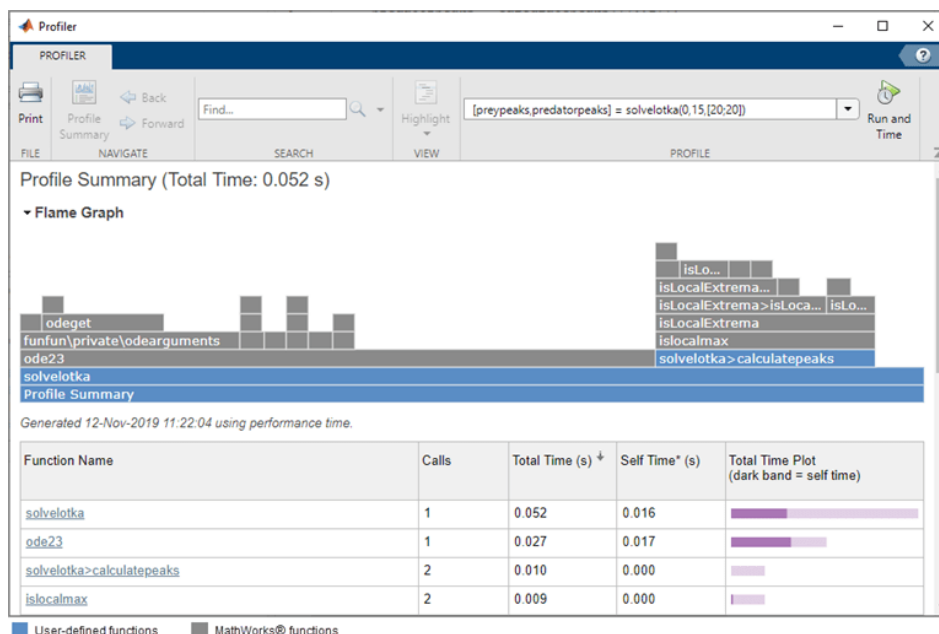 Profiler
PROFILER
?
Print
Profile Summary
Back
Forward
Find...
Highlight
[preypeaks,predatorpeaks] = solvelotka(0,15,[20;20])
Run and Time
FILE
NAVIGATE
SEARCH
VIEW
PROFILE
Profile Summary (Total Time: 0.052 s)
Flame Graph
isLo...
isLocalExtrema...
odeget
isLocalExtrema>isLoca...
isLo...
funfun\private\odearguments
isLocalExtrema
islocalmax
ode23
solvelotka>calculatepeaks
solvelotka
Profile Summary
Generated 12-Nov-2019 11:22:04 using performance time.
Function Name Calls Total Time (s) Self Time* (s) Total Time Plot
(dark band = self time)
solvelotka 1 0.052 0.016
ode23 1 0.027 0.017
solvelotka>calculatepeaks 2 0.010 0.000
islocalmax 2 0.009 0.000
User-defined functions MathWorks® functions